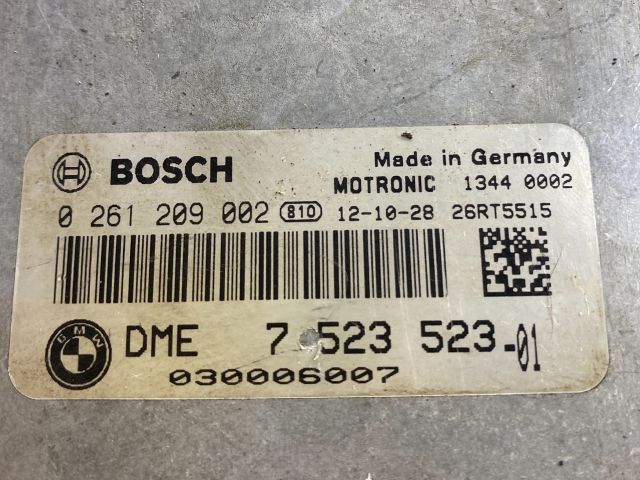 BOSCH
Made in Germany
MOTRONIC 1344 0002
0 261 209 002 810 12-10-28 26RT5515
BMW
DME 7 523 523-01
030006007